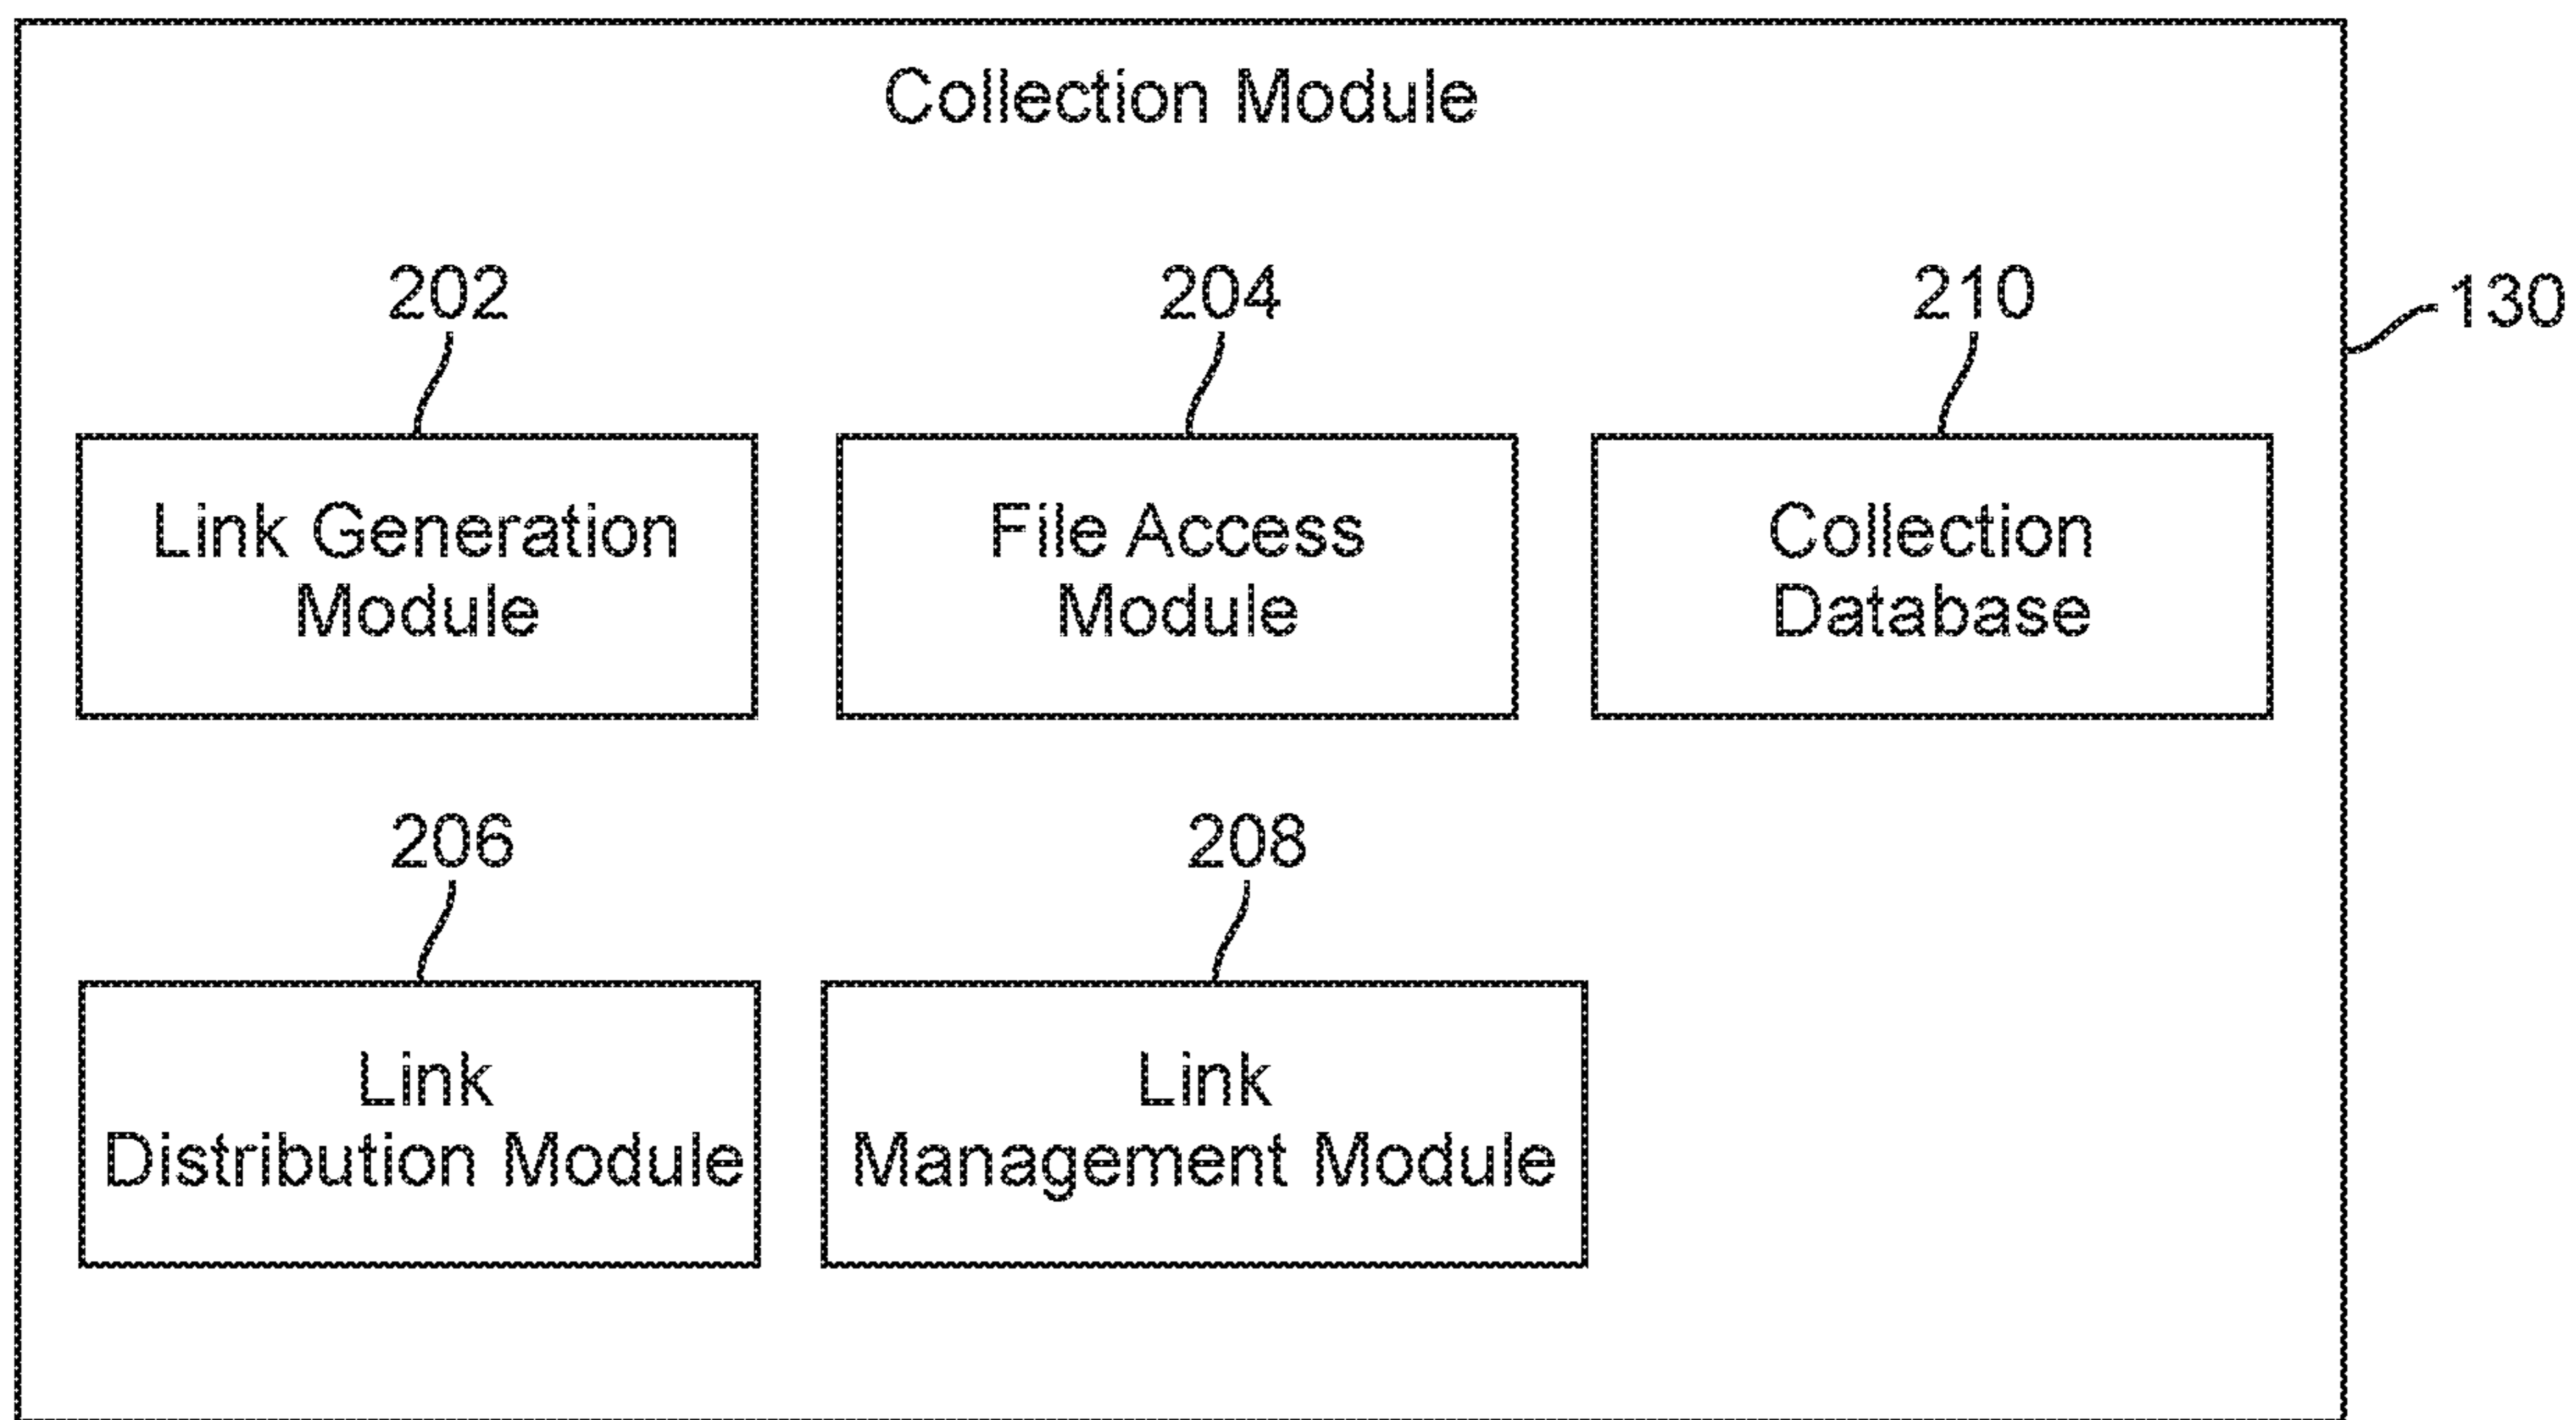 Collection Module
202
204
210
130
Link Generation
Module
File Access
Module
Collection
Database
206
208
Link
Distribution Module
Link
Management Module